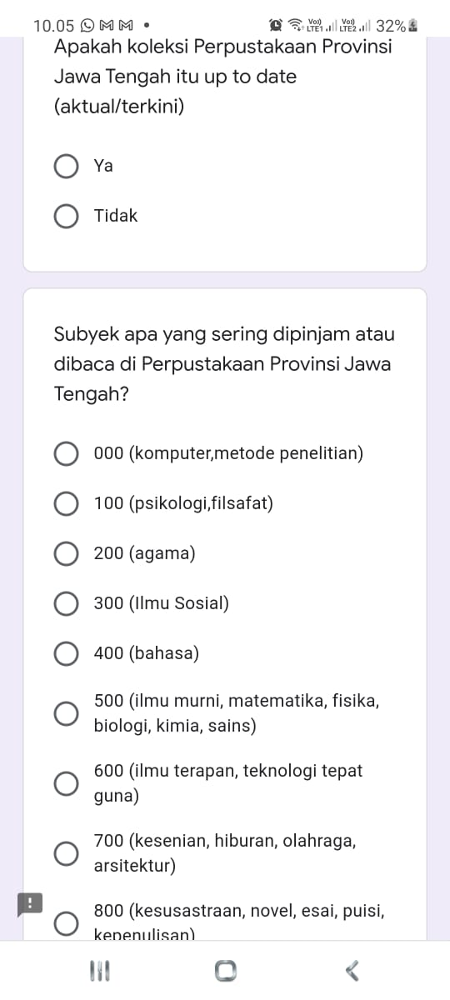 10.05
VoJ) LTE1 VoJ) LTE2 32%
Apakah koleksi Perpustakaan Provinsi
Jawa Tengah itu up to date
(aktual/terkini)
Ya
Tidak
Subyek apa yang sering dipinjam atau
dibaca di Perpustakaan Provinsi Jawa
Tengah?
000 (komputer,metode penelitian)
100 (psikologi,filsafat)
200 (agama)
300 (Ilmu Sosial)
400 (bahasa)
500 (ilmu murni, matematika, fisika,
biologi, kimia, sains)
600 (ilmu terapan, teknologi tepat
guna)
700 (kesenian, hiburan, olahraga,
arsitektur)
800 (kesusastraan, novel, esai, puisi,
kepenulisan)